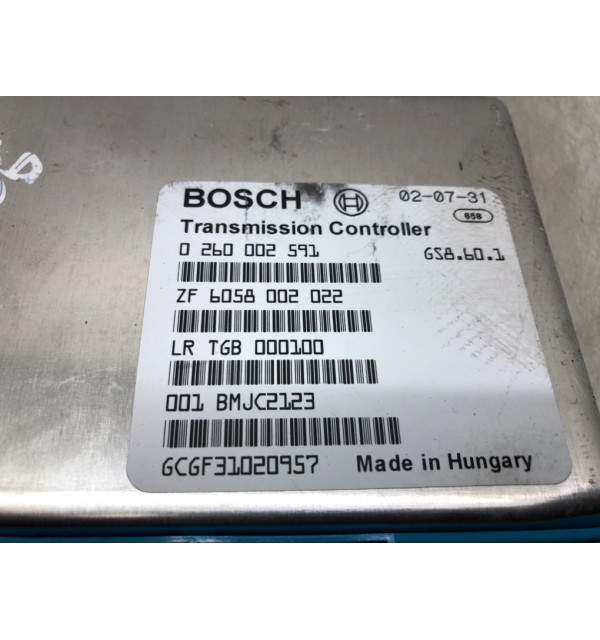 BOSCH 02-07-31
658
Transmission Controller
0 260 002 591 GS8.60.1
ZF 6058 002 022
LR TGB 000100
001 BMJC2123
GCGF31020957 Made in Hungary